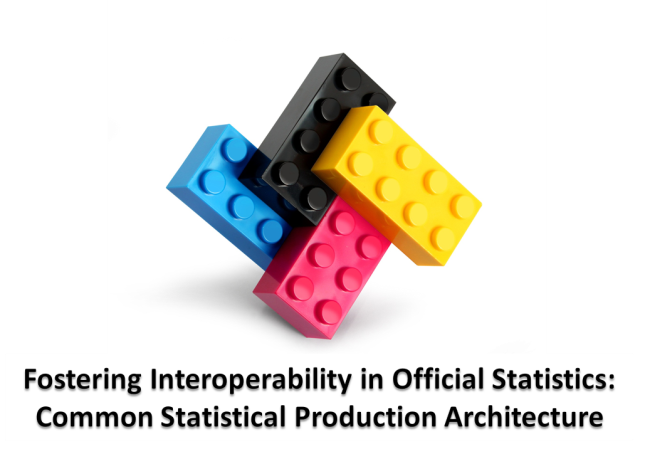 Fostering Interoperability in Official Statistics:
Common Statistical Production Architecture